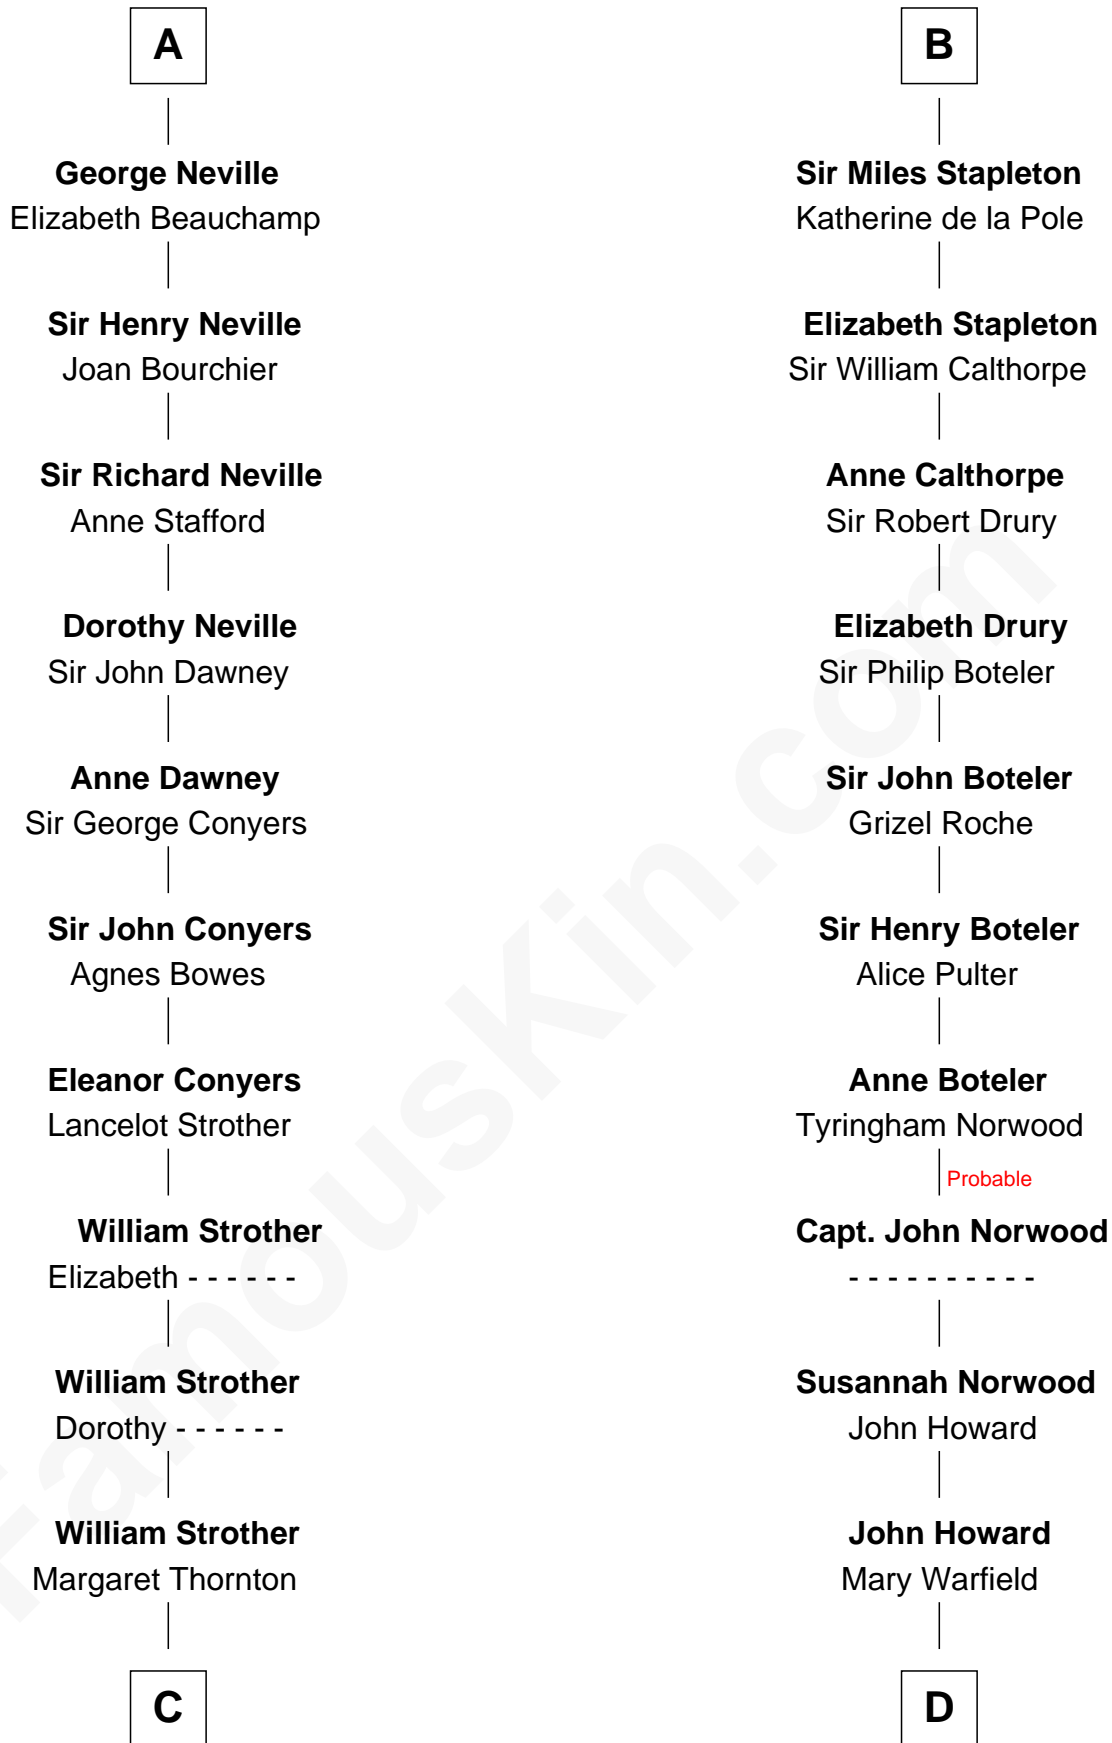 A
George Neville
Elizabeth Beauchamp
Sir Henry Neville
Joan Bourchier
Sir Richard Neville
Anne Stafford
Dorothy Neville
Sir John Dawney
Anne Dawney
Sir George Conyers
Sir John Conyers
Agnes Bowes
Eleanor Conyers
Lancelot Strother
William Strother
Elizabeth - - - - - -
William Strother
Dorothy - - - - - -
William Strother
Margaret Thornton
C
B
Sir Miles Stapleton
Katherine de la Pole
Elizabeth Stapleton
Sir William Calthorpe
Anne Calthorpe
Sir Robert Drury
Elizabeth Drury
Sir Philip Boteler
Sir John Boteler
Grizel Roche
Sir Henry Boteler
Alice Pulter
Anne Boteler
Tyringham Norwood
Probable
Capt. John Norwood
- - - - - - - - - -
Susannah Norwood
John Howard
John Howard
Mary Warfield
D
FamousKin.com